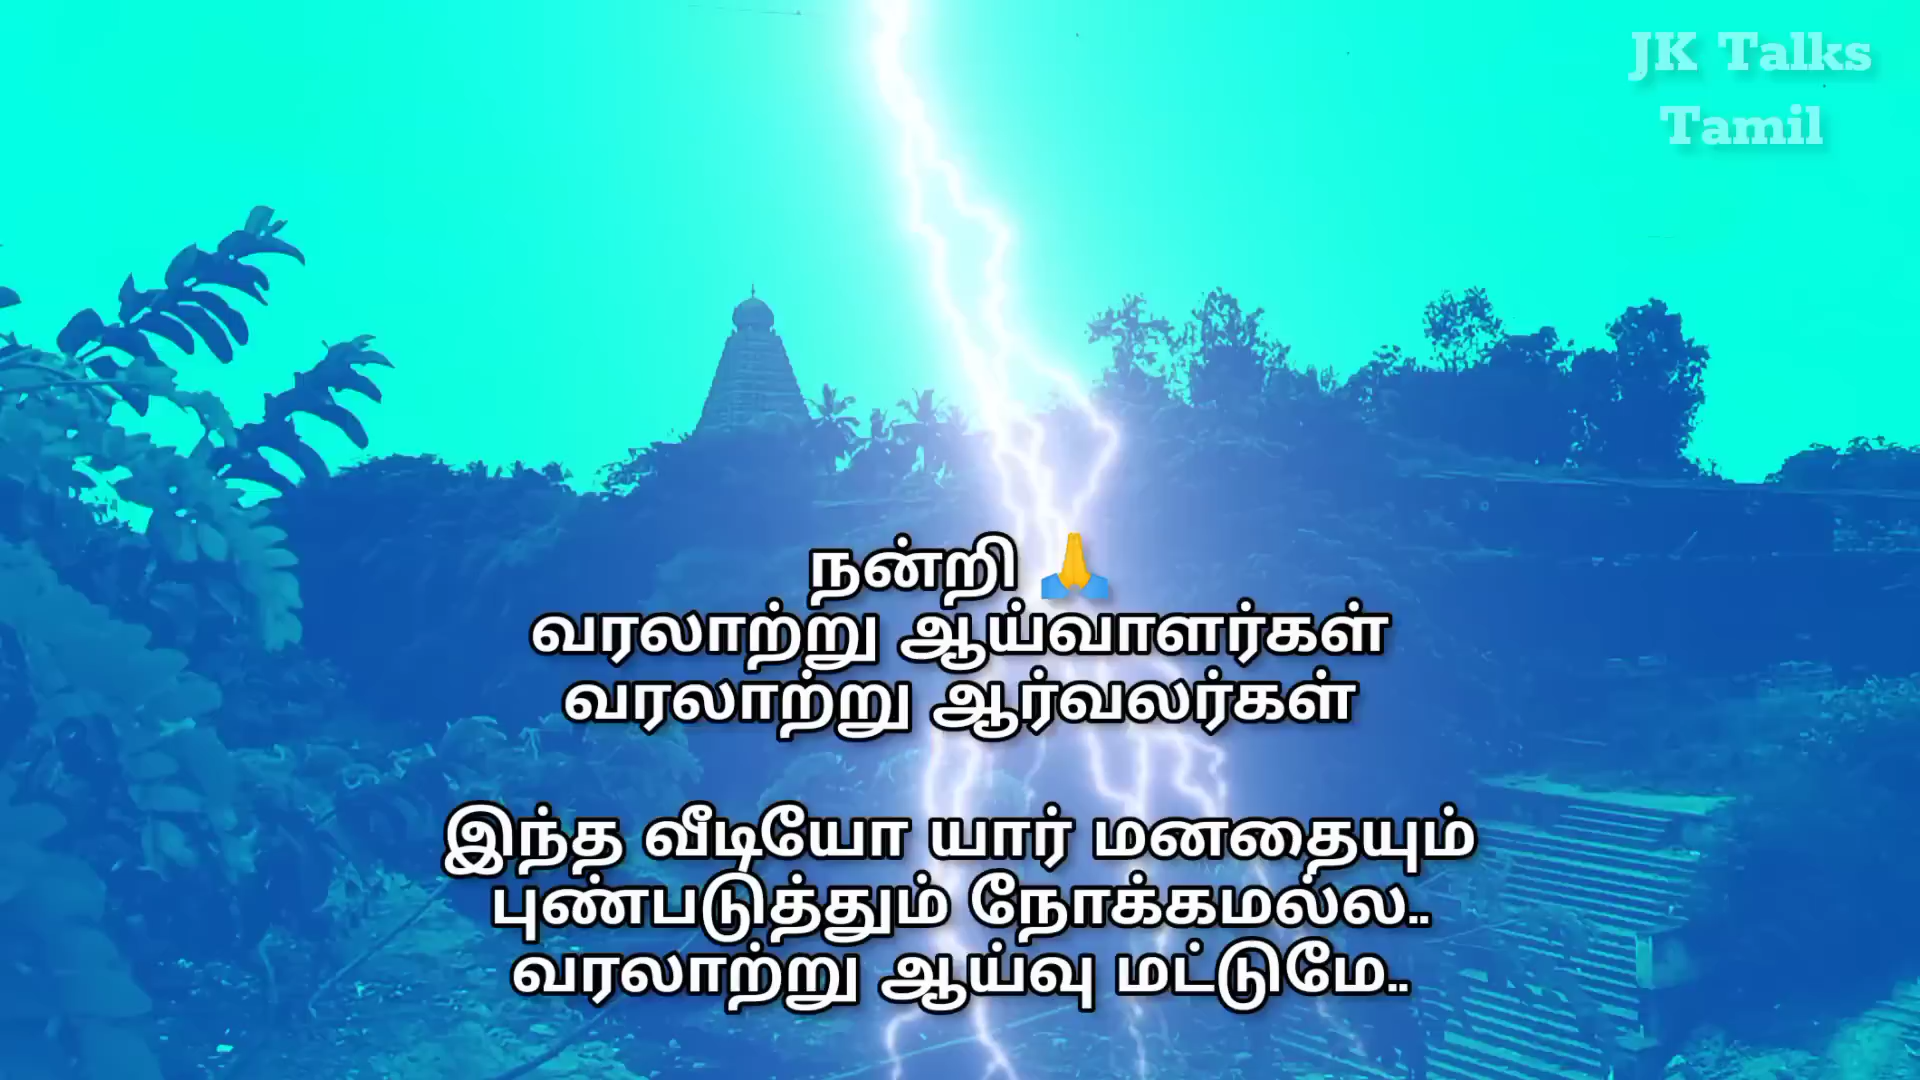 JK Talks
Tamil
நன்றி 🙏
வரலாற்று ஆய்வாளர்கள்
வரலாற்று ஆர்வலர்கள்
இந்த வீடியோ யார் மனதையும்
புண்படுத்தும் நோக்கமல்ல..
வரலாற்று ஆய்வு மட்டுமே..